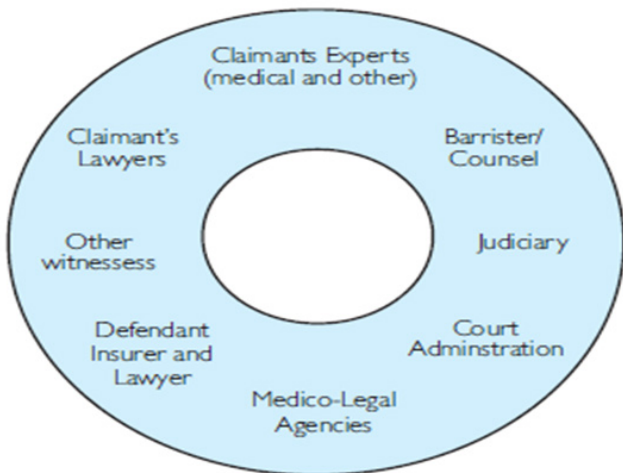 Claimants Experts
(medical and other)
Barrister/
Counsel
Judiciary
Court
Adminstration
Medico-Legal
Agencies
Defendant
Insurer and
Lawyer
Other
witnessess
Claimant's
Lawyers